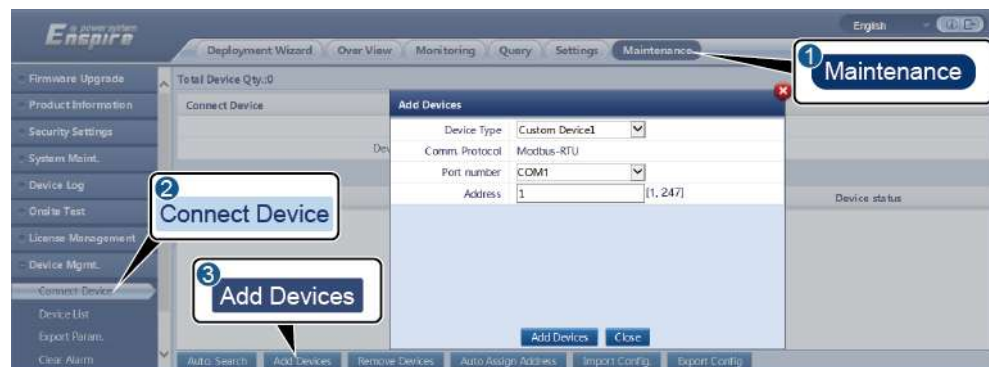 Enspire
English
Deployment Wizard Over View Monitoring Query Settings Maintenance
1 Maintenance
Firmware Upgrade
Product Information
Security Settings
System Maint.
Device Log
Onsite Test
License Management
Device Mgmt.
Connect Device
Device List
Export Param.
Clear Alarm
Total Device Qty.:0
Connect Device
Dev
Device status
Add Devices
Device Type Custom Device1
Comm. Protocol Modbus-RTU
Port number COM1
Address 1 [1, 247]
Add Devices Close
2 Connect Device
3 Add Devices
Auto Search Add Devices Remove Devices Auto Assign Address Import Config. Export Config